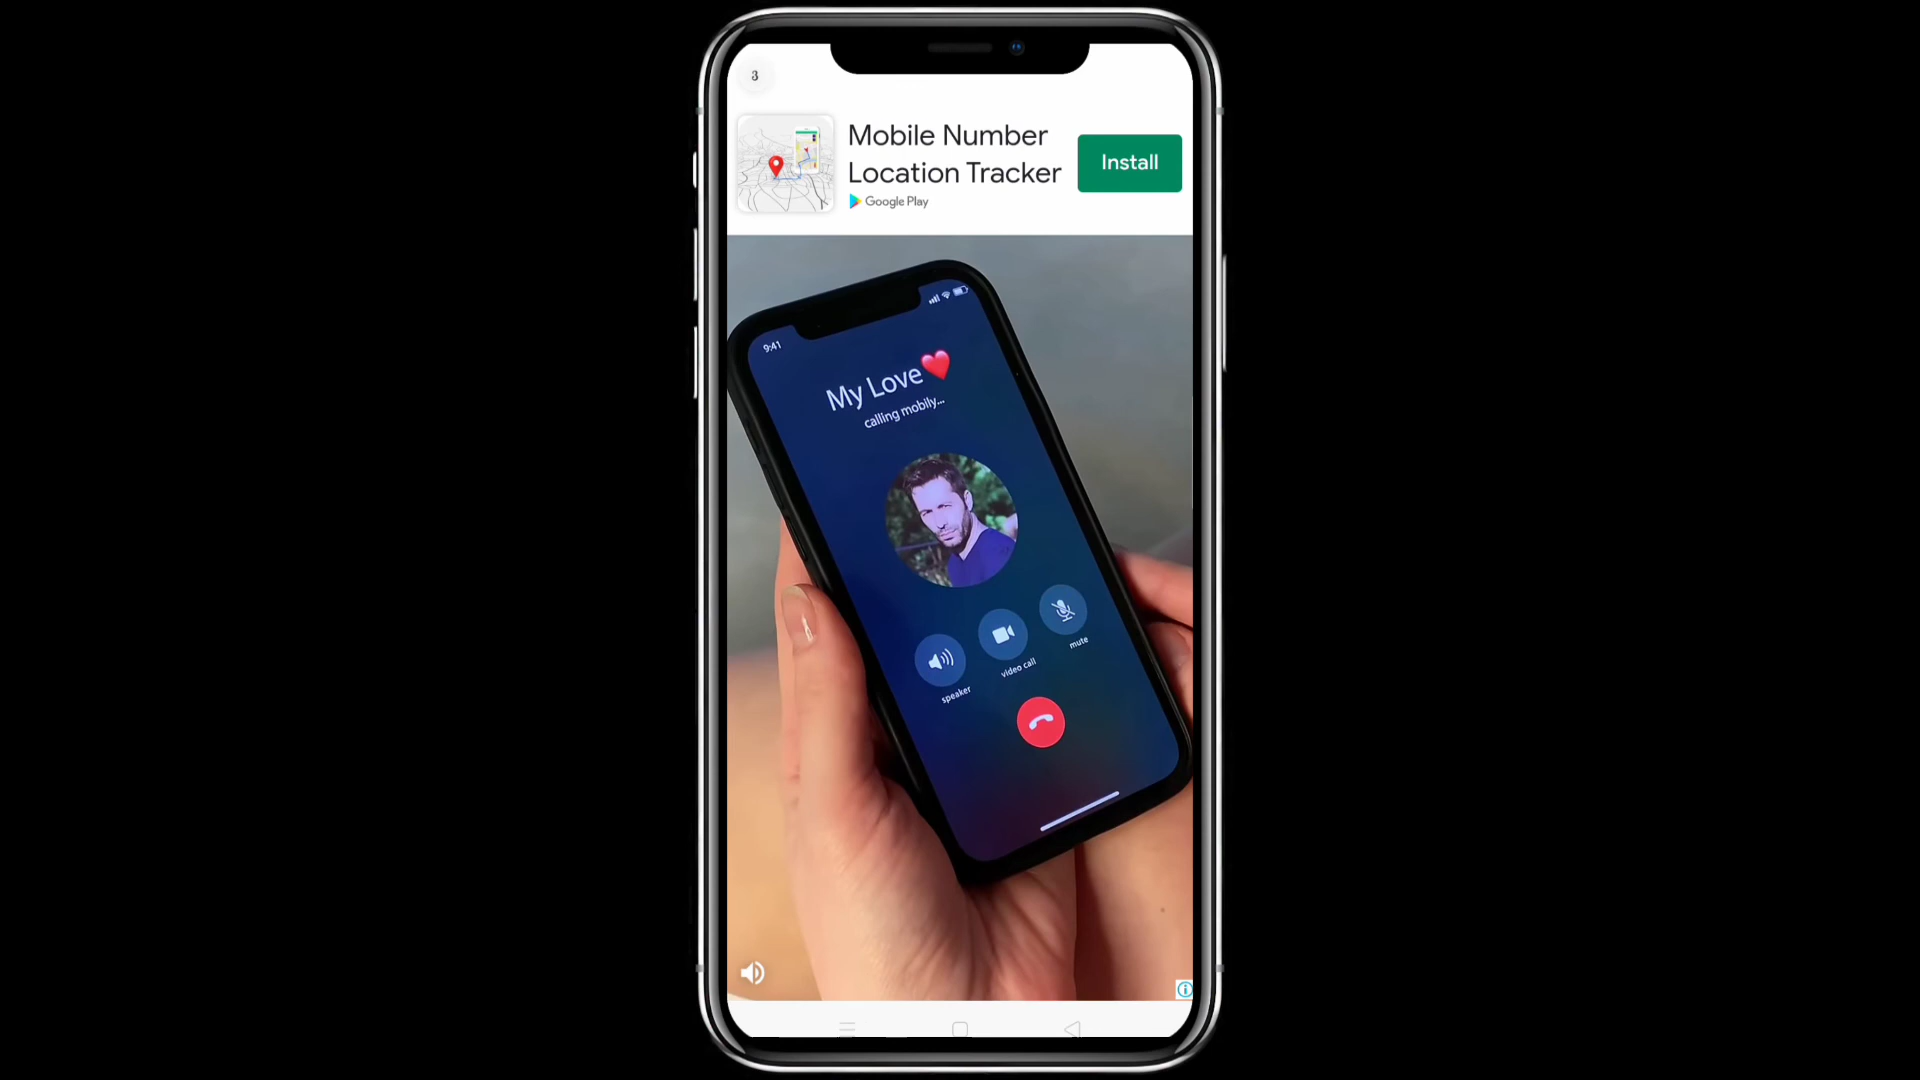 3
Mobile Number
Location Tracker
Install
Google Play
9:41
My Love❤️
calling mobily...
speaker
video call
mute